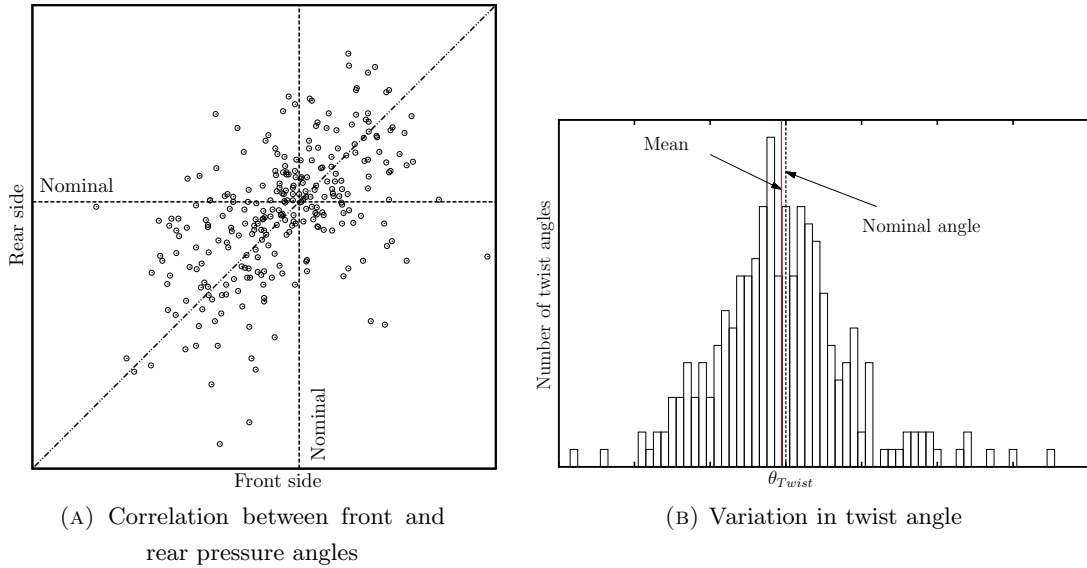 Nominal
Rear side
Nominal
Front side
(A) Correlation between front and
rear pressure angles
Mean
Nominal angle
Number of twist angles
θTwist
(B) Variation in twist angle